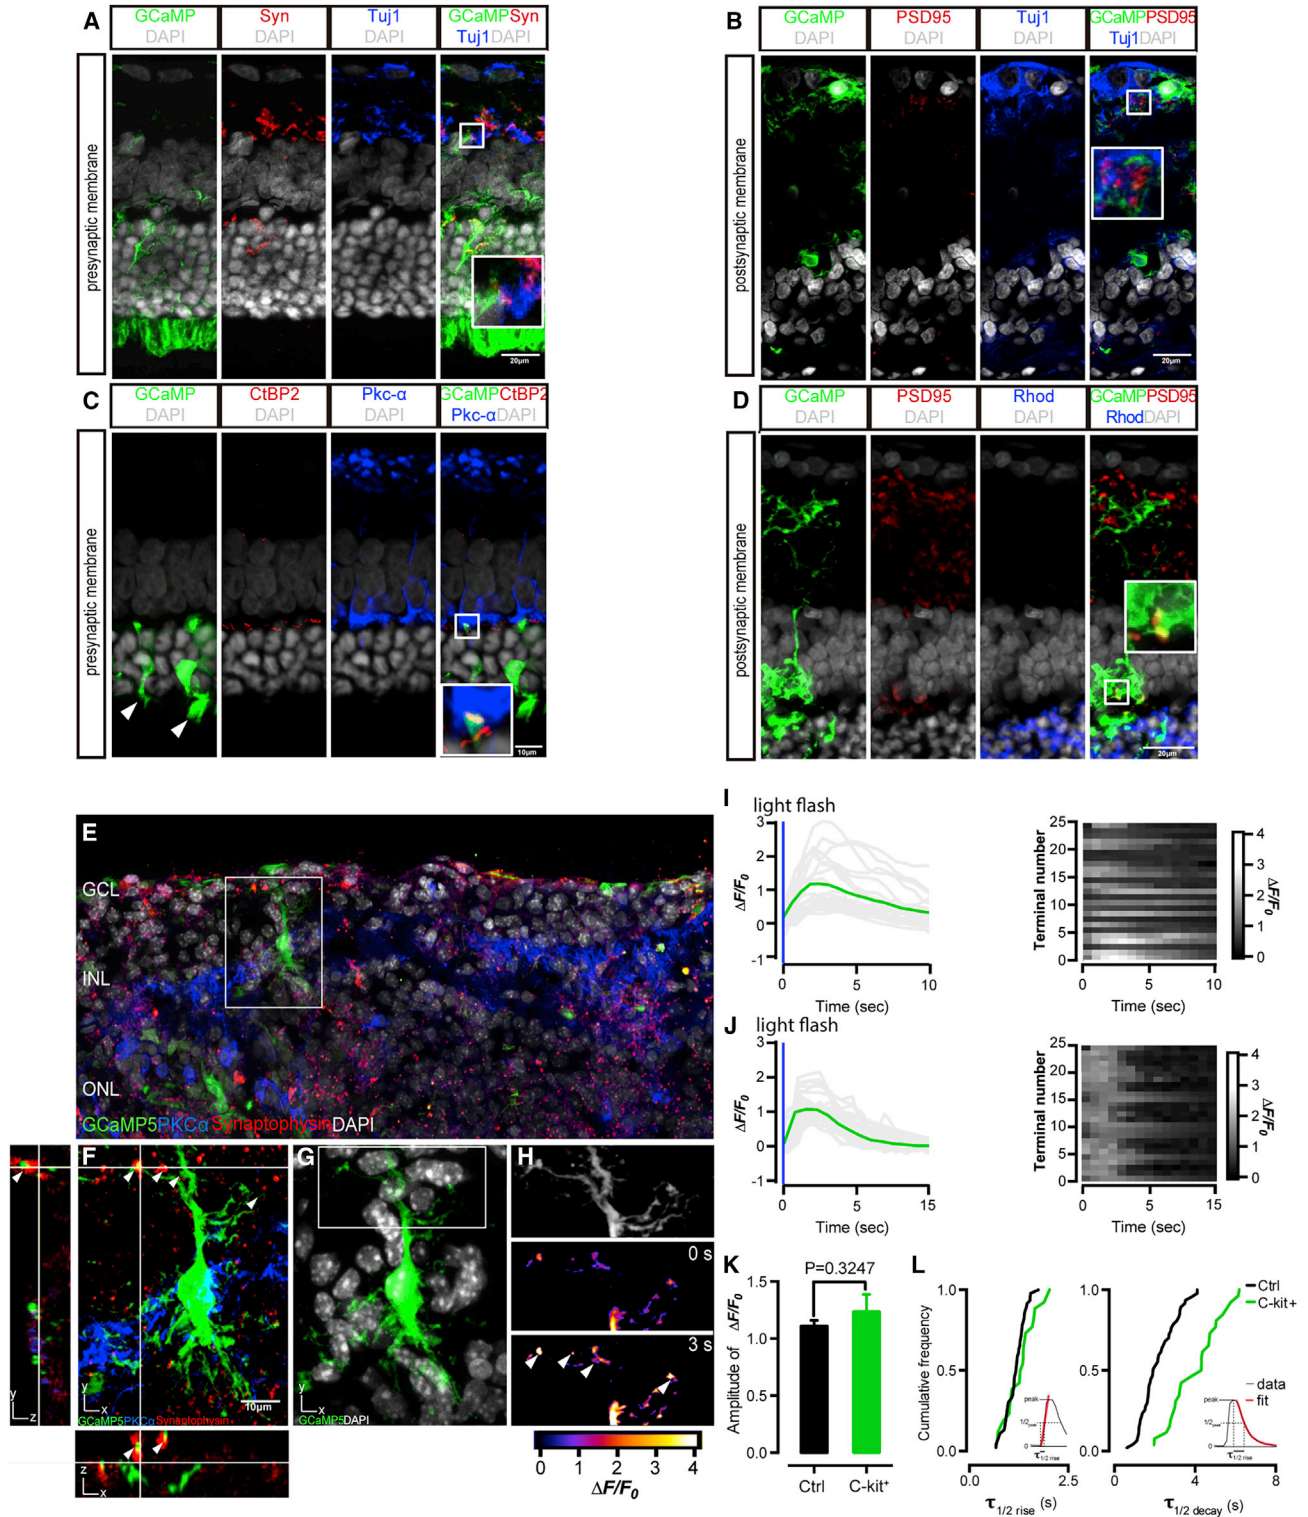 A
GCaMP
DAPI
Syn
DAPI
Tuj1
DAPI
GCaMPSyn
Tuj1DAPI
presynaptic membrane
20µm
B
GCaMP
DAPI
PSD95
DAPI
Tuj1
DAPI
GCaMPPSD95
Tuj1DAPI
postsynaptic membrane
20µm
C
GCaMP
DAPI
CtBP2
DAPI
Pkc-α
DAPI
GCaMPCtBP2
Pkc-αDAPI
presynaptic membrane
10µm
D
GCaMP
DAPI
PSD95
DAPI
Rhod
DAPI
GCaMPPSD95
RhodDAPI
postsynaptic membrane
20µm
E
GCL
INL
ONL
GCaMP5PKCαSynaptophysinDAPI
F
y
z
y
x
GCaMP5PKCαSynaptophysin
10µm
z
x
G
y
x
GCaMP5DAPI
H
0 s
3 s
0 1 2 3 4
ΔF/F0
I
light flash
3
2
1
0
-1
ΔF/F0
0 5 10
Time (sec)
25
20
15
10
5
0
Terminal number
0 5 10
Time (sec)
4
3
2
1
0
ΔF/F0
J
light flash
3
2
1
0
-1
ΔF/F0
0 5 15
Time (sec)
25
20
15
10
5
0
Terminal number
0 5 15
Time (sec)
4
3
2
1
0
ΔF/F0
K
P=0.3247
1.5
1.0
0.5
0.0
Amplitude of ΔF/F0
Ctrl C-kit+
L
Cumulative frequency
1.0
0.5
0.0
peak
1/2 peak
0
τ1/2 rise
0.0 2.5
τ1/2 rise (s)
1.0
0.5
0.0
Ctrl
C-kit+
data
fit
peak
1/2 peak
0
τ1/2 rise
0 4 8
τ1/2 decay (s)